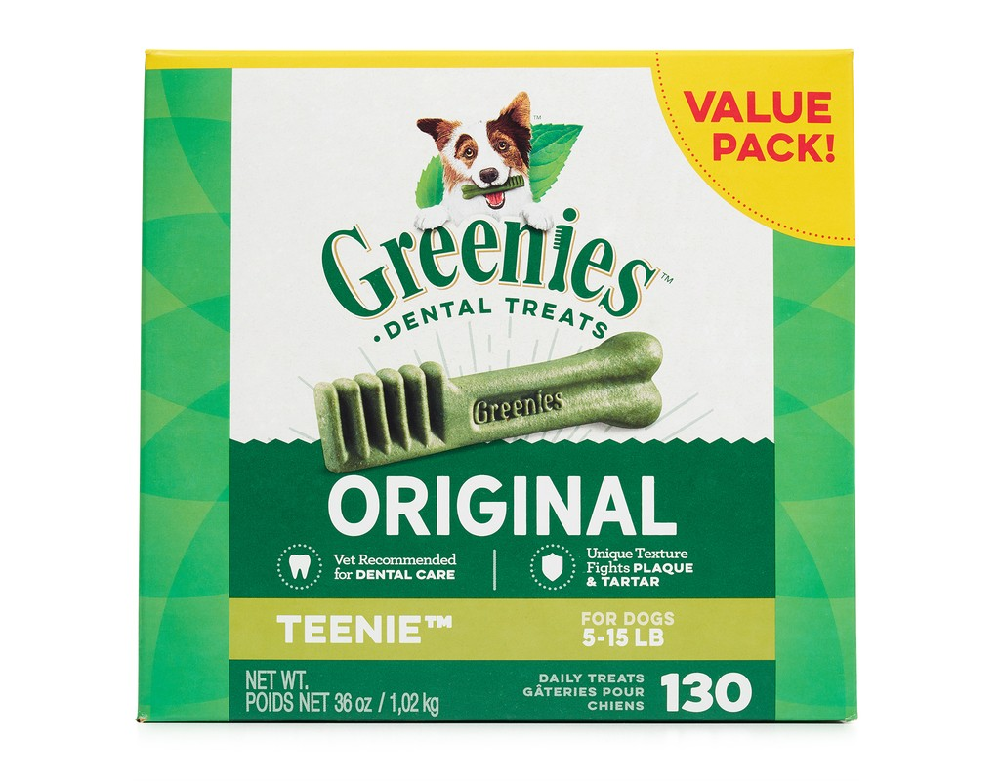 VALUE
PACK!
™
Greenies™
•DENTAL TREATS
Greenies
ORIGINAL
Vet Recommended
for DENTAL CARE
Unique Texture
Fights PLAQUE
& TARTAR
TEENIE™
FOR DOGS
5-15 LB
NET WT.
POIDS NET 36 oz / 1,02 kg
DAILY TREATS
GÂTERIES POUR
CHIENS
130